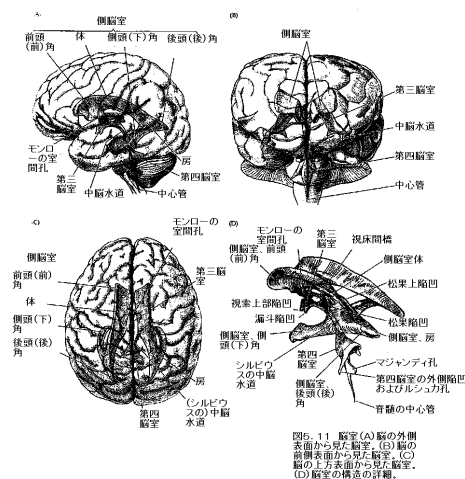 A)
側脳室
前頭
(前)角
体
側頭(下)角
後頭(後)角
モンロ
ーの室
間孔
第三
脳室
中脳水道
第四脳室
房
中心管
(B)
側脳室
第三脳室
中脳水道
第四脳室
中心管
(C)
モンローの
室間孔
側脳室
前頭(前)
角
体
側頭(下)
角
後頭(後)
角
第三脳
室
房
第四
脳室
(シルビウ
スの)中脳
水道
(D)
モンローの
室間孔
側脳室、前頭
(前)角
第三
脳室
視床間橋
側脳室体
松果上陥凹
視索上部陥凹
漏斗陥凹
松果陥凹
側脳室、側
頭(下)角
側脳室、房
シルビウ
スの中脳
水道
第四
脳室
側脳室、
後頭(後)
角
マジャンディ孔
第四脳室の外側陥凹
およびルシュカ孔
脊髄の中心管
図5.11 脳室(A)脳の外側
表面から見た脳室。(B)脳の
前側表面から見た脳室。(C)
脳の上方表面から見た脳室。
(D)脳室の構造の詳細。